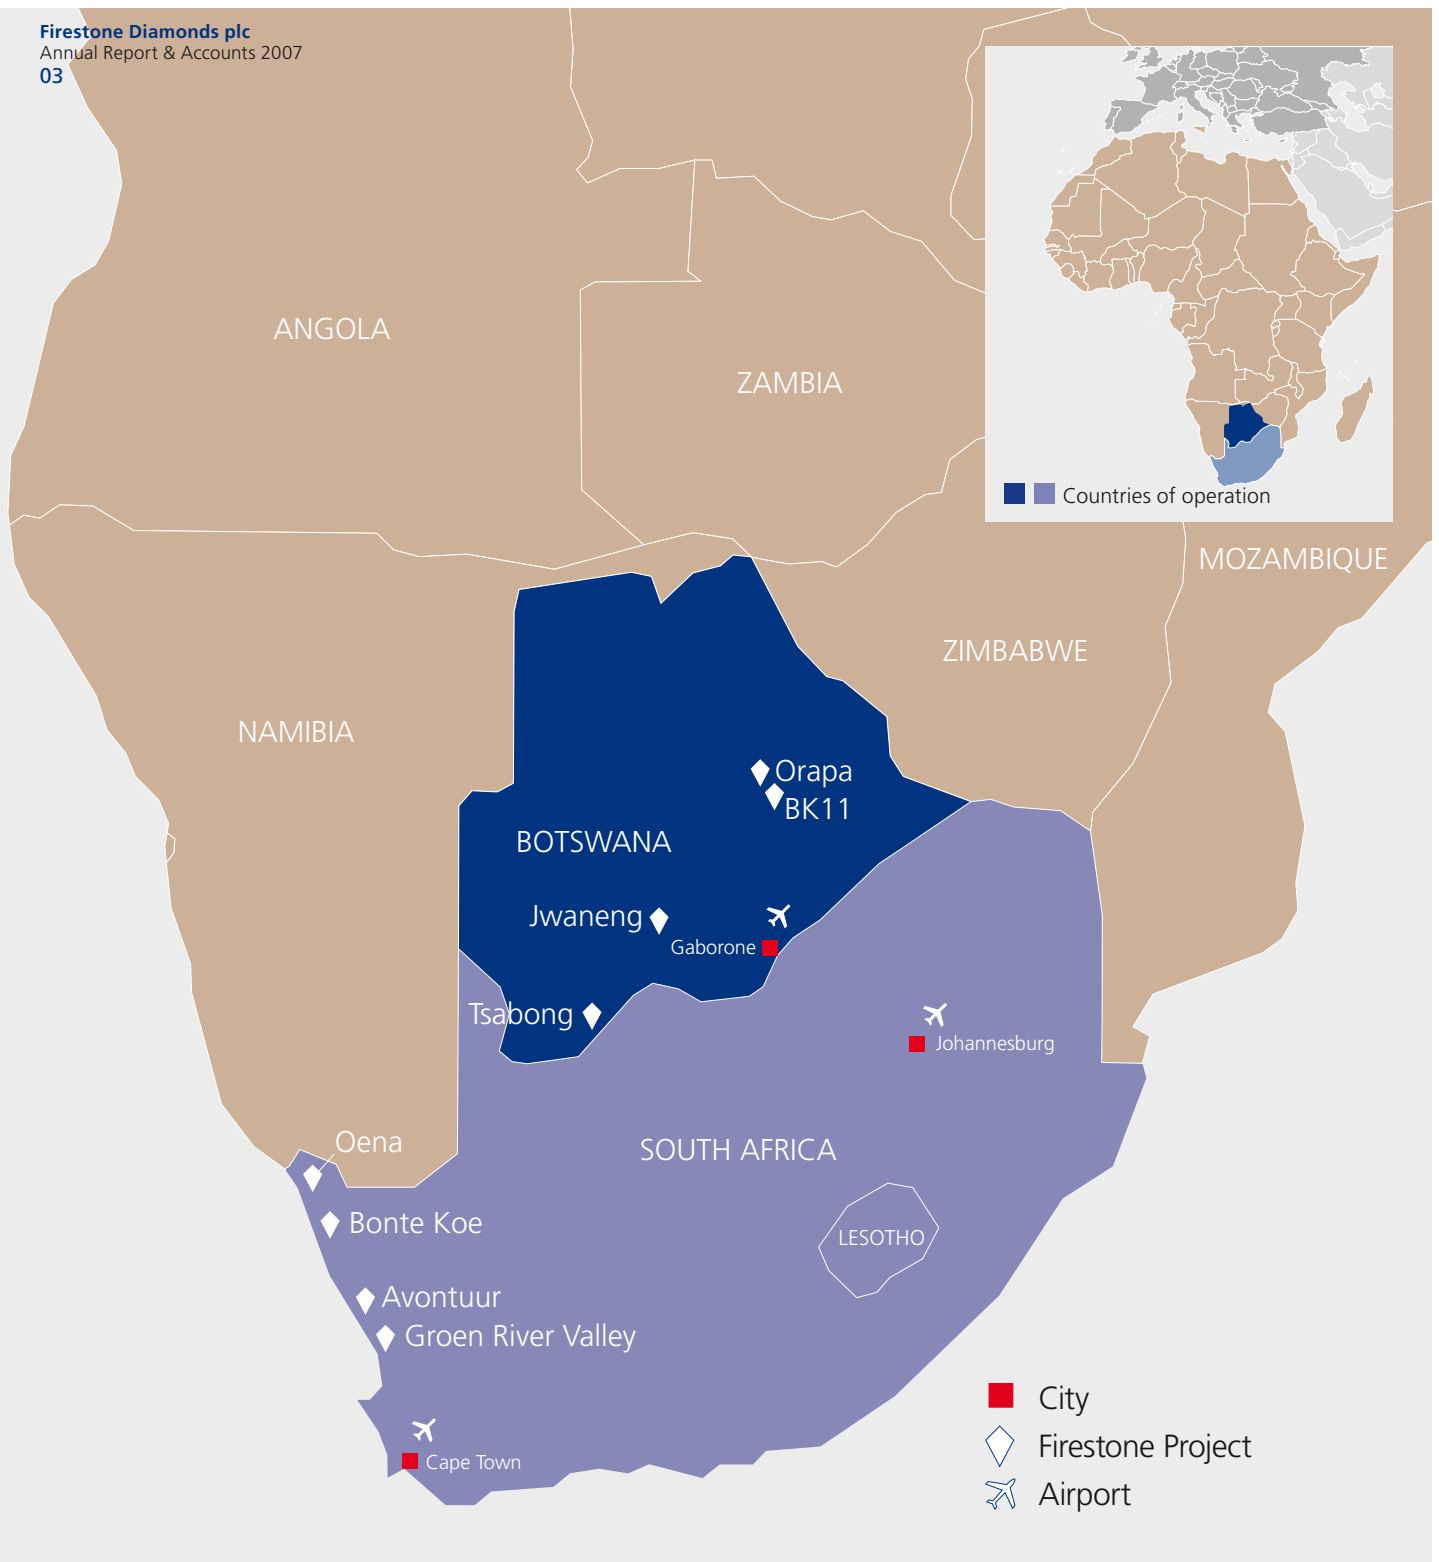 Firestone Diamonds plc
Annual Report & Accounts 2007
03
ANGOLA
ZAMBIA
Countries of operation
MOZAMBIQUE
ZIMBABWE
NAMIBIA
Orapa
BK11
BOTSWANA
Jwaneng
Gaborone
Tsabong
Johannesburg
Oena
SOUTH AFRICA
Bonte Koe
LESOTHO
Avontuur
Groen River Valley
Cape Town
City
Firestone Project
Airport